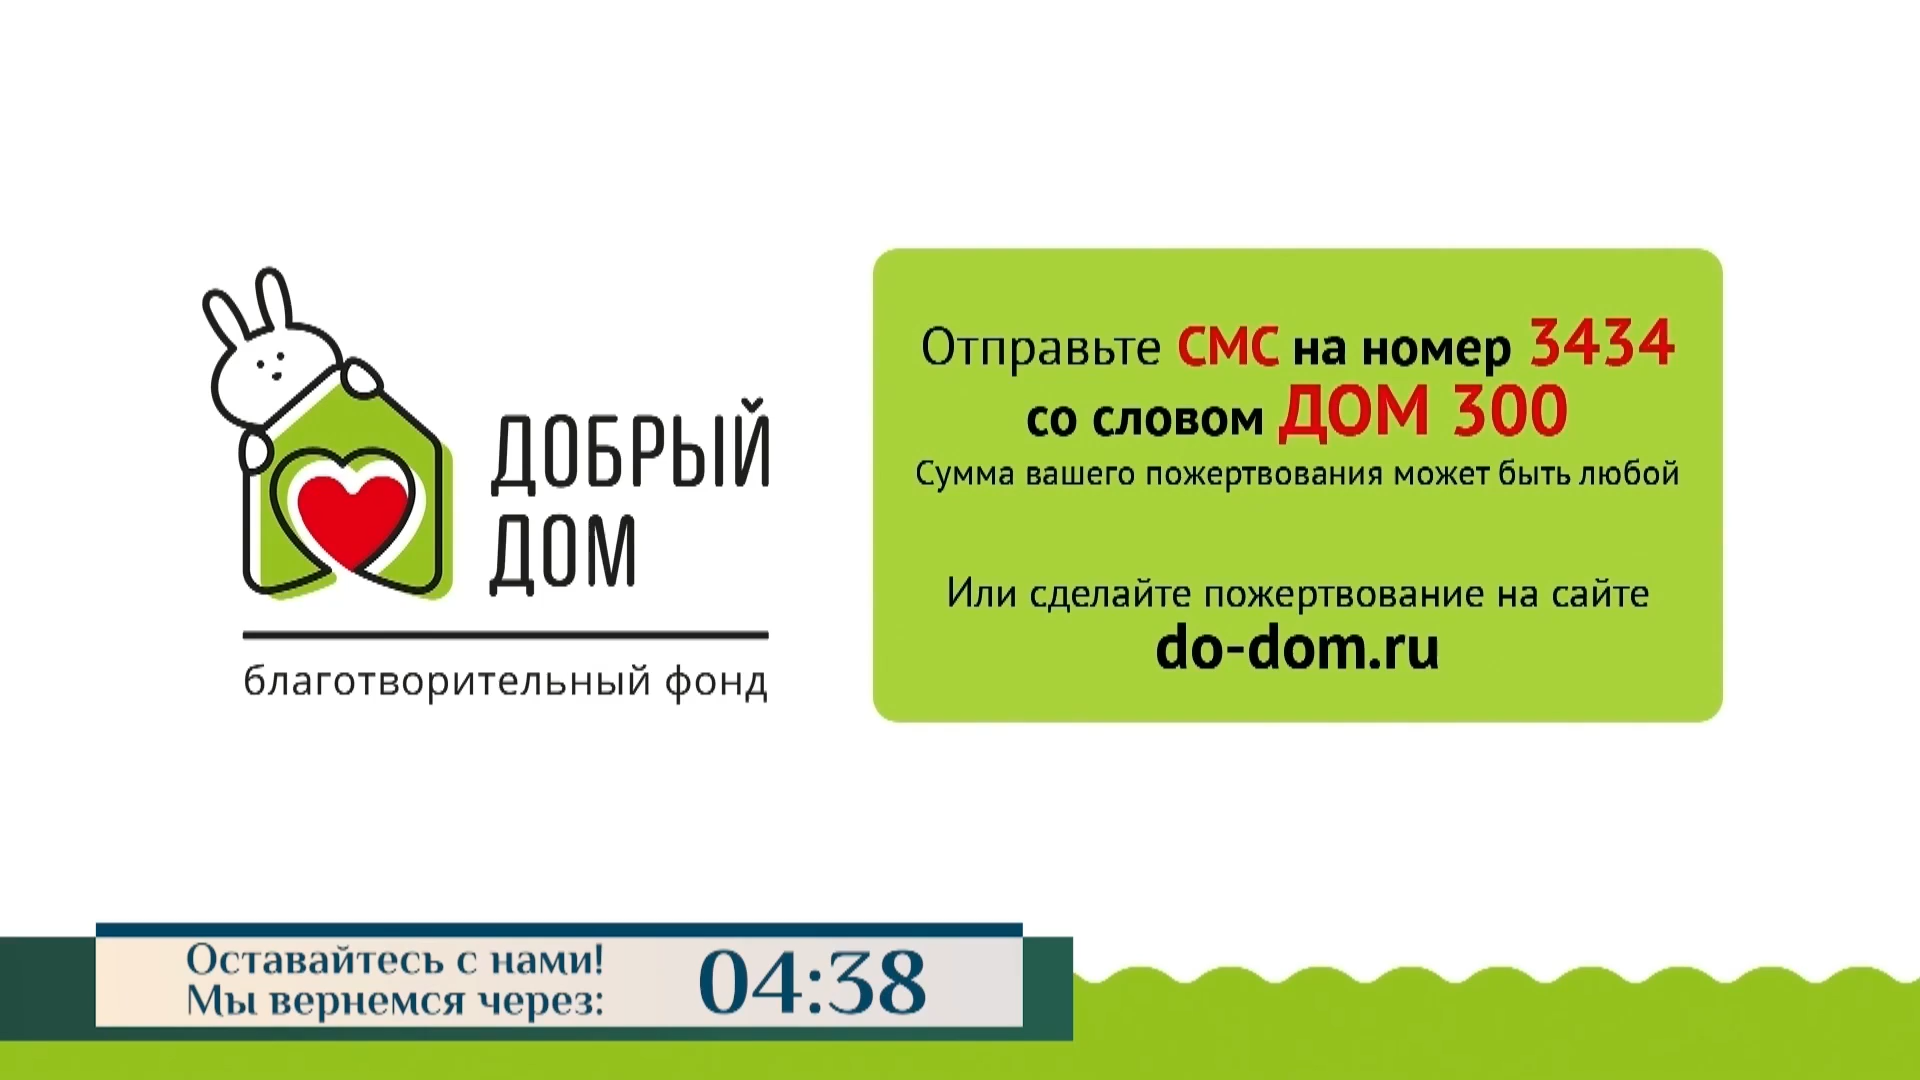 ДОБРЫЙ
ДОМ
благотворительный фонд
Отправьте СМС на номер 3434
со словом ДОМ 300
Сумма вашего пожертвования может быть любой
Или сделайте пожертвование на сайте
do-dom.ru
Оставайтесь с нами!
Мы вернемся через:
04:38